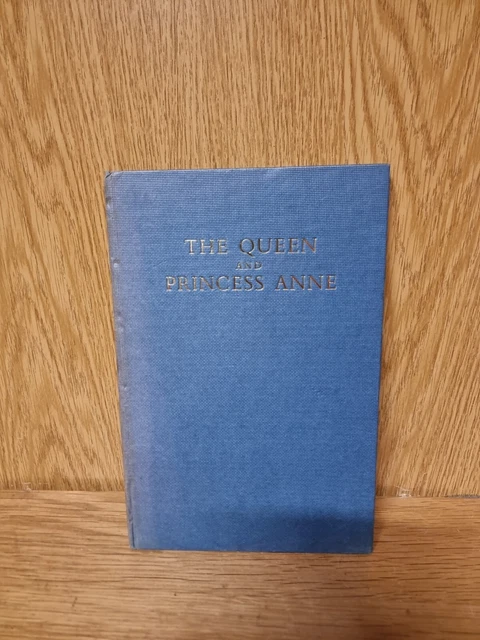 THE QUEEN
AND
PRINCESS ANNE